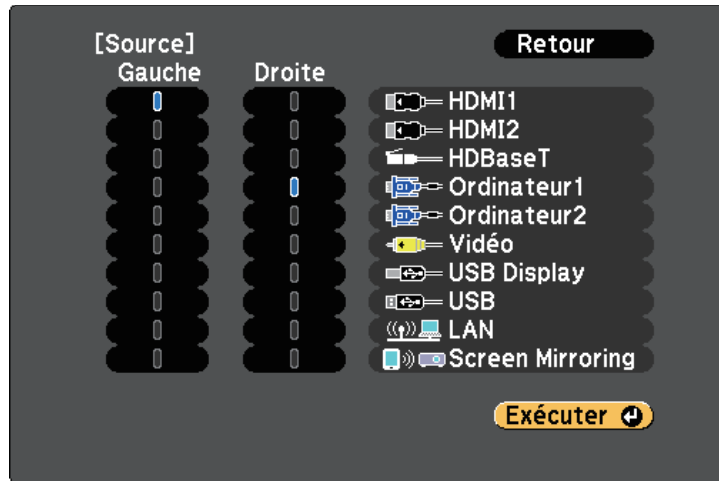 [Source]
Retour
Gauche Droite
HDMI1
HDMI2
HDBaseT
Ordinateur1
Ordinateur2
Vidéo
USB Display
USB
LAN
Screen Mirroring
Exécuter